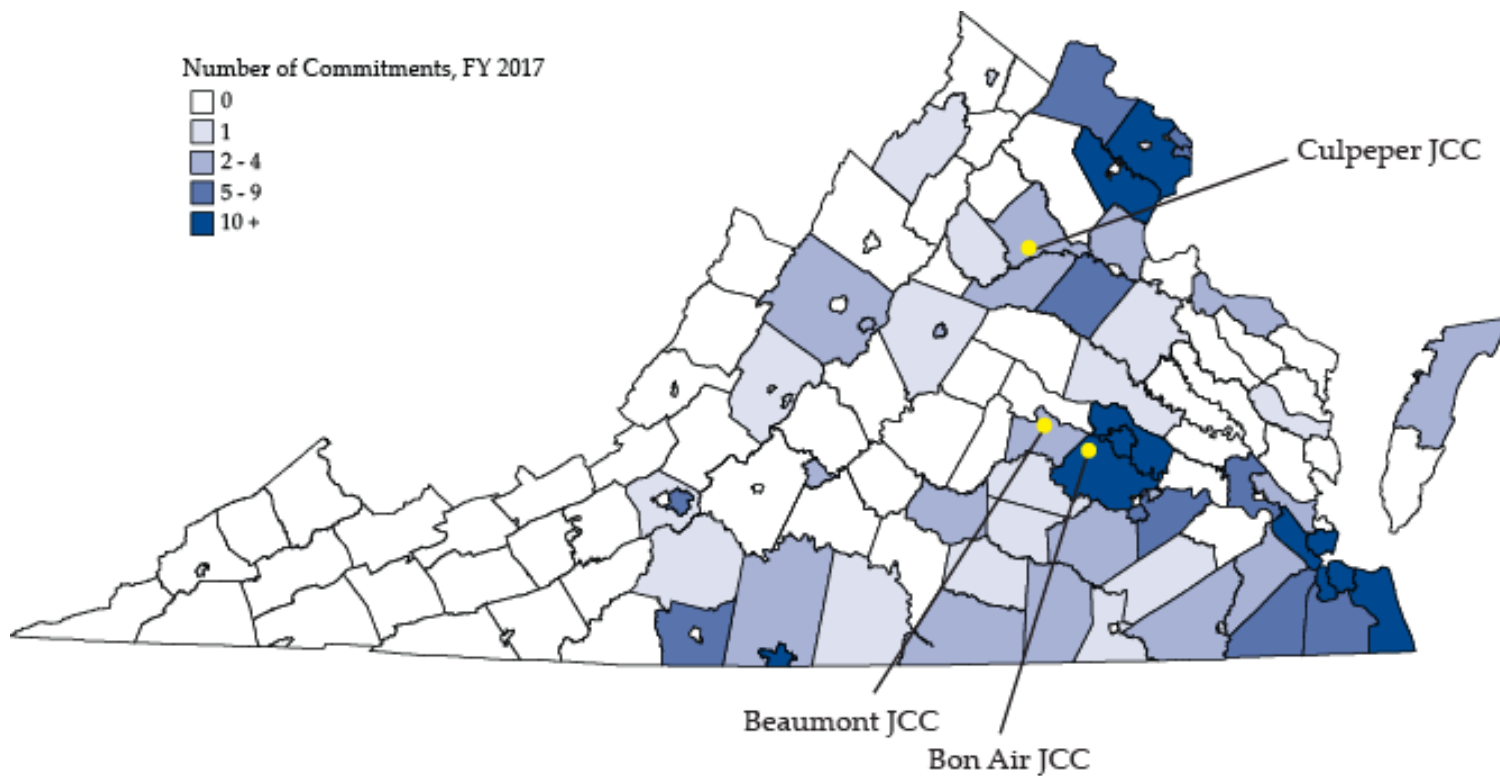 Number of Commitments, FY 2017
0
1
2 - 4
5 - 9
10 +
Culpeper JCC
Beaumont JCC
Bon Air JCC